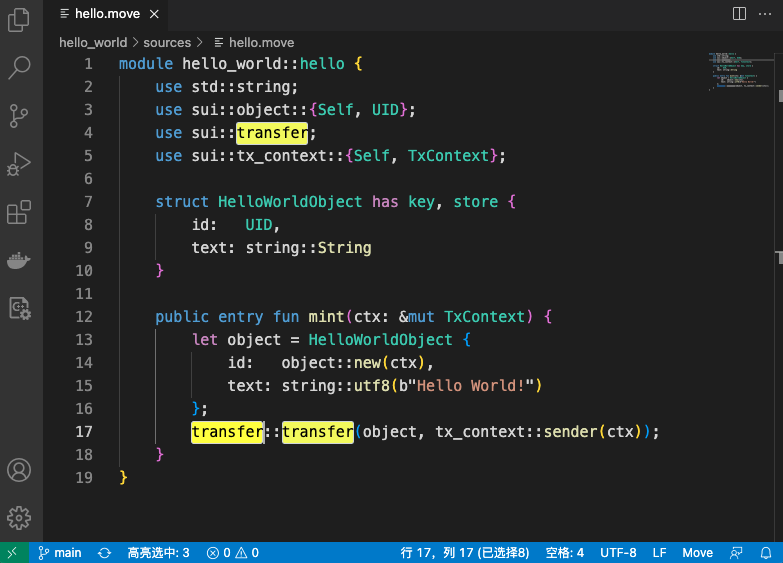 hello.move
hello_world > sources > hello.move
1 module hello_world::hello {
2 use std::string;
3 use sui::object::{Self, UID};
4 use sui::transfer;
5 use sui::tx_context::{Self, TxContext};
6
7 struct HelloWorldObject has key, store {
8 id: UID,
9 text: string::String
10 }
11
12 public entry fun mint(ctx: &mut TxContext) {
13 let object = HelloWorldObject {
14 id: object::new(ctx),
15 text: string::utf8(b"Hello World!")
16 };
17 transfer::transfer(object, tx_context::sender(ctx));
18 }
19 }
main 高亮选中: 3 0 0 行 17，列 17 (已选择8) 空格: 4 UTF-8 LF Move